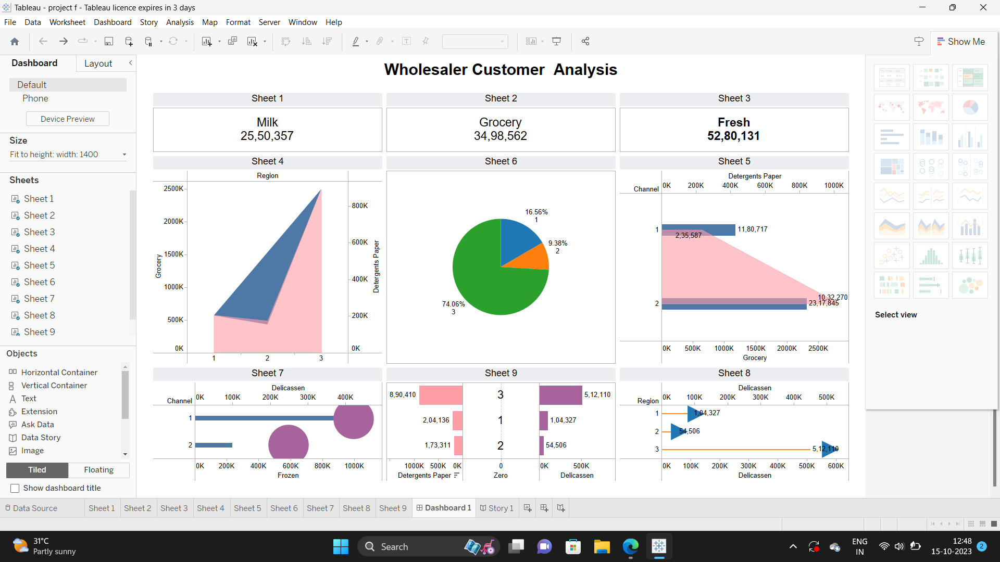 Tableau - project f - Tableau licence expires in 3 days
File Data Worksheet Dashboard Story Analysis Map Format Server Window Help
Show Me
Dashboard Layout
Default
Phone
Device Preview
Size
Fit to height: width: 1400
Sheets
Sheet 1
Sheet 2
Sheet 3
Sheet 4
Sheet 5
Sheet 6
Sheet 7
Sheet 8
Sheet 9
Objects
Horizontal Container
Vertical Container
Text
Extension
Ask Data
Data Story
Image
Tiled Floating
Show dashboard title
Wholesaler Customer Analysis
Sheet 1
Milk
25,50,357
Sheet 2
Grocery
34,98,562
Sheet 3
Fresh
52,80,131
Sheet 4
Region
2500K
2000K
1500K
1000K
500K
0K
Grocery
800K
600K
400K
200K
0K
Detergents Paper
1 2 3
Sheet 6
16.56%
1
9.38%
2
74.06%
3
Sheet 5
Detergents Paper
Channel 0K 200K 400K 600K 800K 1000K
1 11,80,717
2,35,587
10,32,270
2 23,17,845
0K 500K 1000K 1500K 2000K 2500K
Grocery
Sheet 7
Delicassen
Channel 0K 100K 200K 300K 400K
1
2
0K 200K 400K 600K 800K 1000K
Frozen
Sheet 9
8,90,410 3 5,12,110
2,04,136 1 1,04,327
1,73,311 2 54,506
1000K 500K 0K 0 0K 500K
Detergents Paper Zero Delicassen
Sheet 8
Delicassen
Region 0K 100K 200K 300K 400K 500K
1 1,04,327
2 54,506
3 5,12,110
0K 100K 200K 300K 400K 500K 600K
Delicassen
Select view
Data Source Sheet 1 Sheet 2 Sheet 3 Sheet 4 Sheet 5 Sheet 6 Sheet 7 Sheet 8 Sheet 9 Dashboard 1 Story 1
31°C
Partly sunny
Search
ENG
IN
12:48
15-10-2023
2